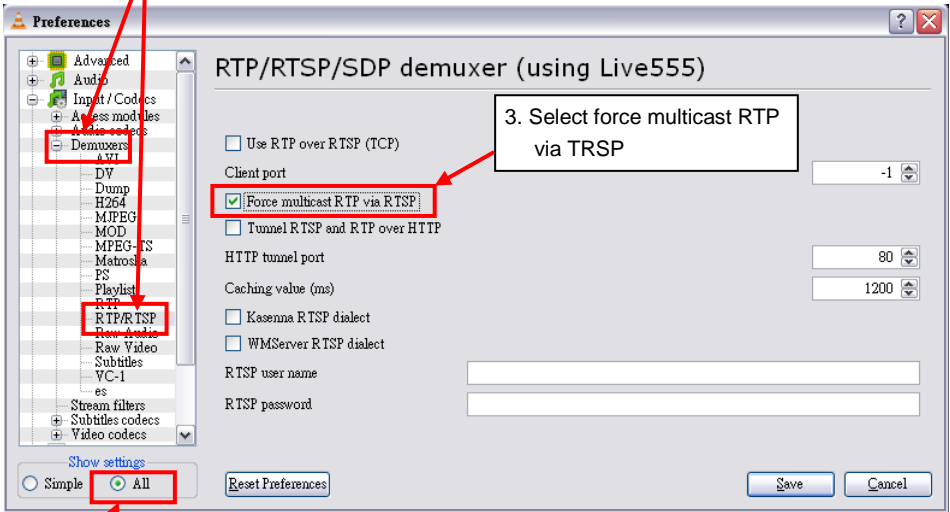 Preferences
Advanced
Audio
Input / Codecs
Access modules
Audio codecs
Demuxers
AVI
DV
Dump
H264
MJPEG
MOD
MPEG-TS
Matroska
PS
Playlist
RTP
RTP/RTSP
Raw Audio
Raw Video
Subtitles
VC-1
es
Stream filters
Subtitles codecs
Video codecs
Show settings
Simple
All
RTP/RTSP/SDP demuxer (using Live555)
3. Select force multicast RTP
via TRSP
Use RTP over RTSP (TCP)
Client port -1
Force multicast RTP via RTSP
Tunnel RTSP and RTP over HTTP
HTTP tunnel port 80
Caching value (ms) 1200
Kasenna RTSP dialect
WMServer RTSP dialect
RTSP user name
RTSP password
Reset Preferences
Save
Cancel